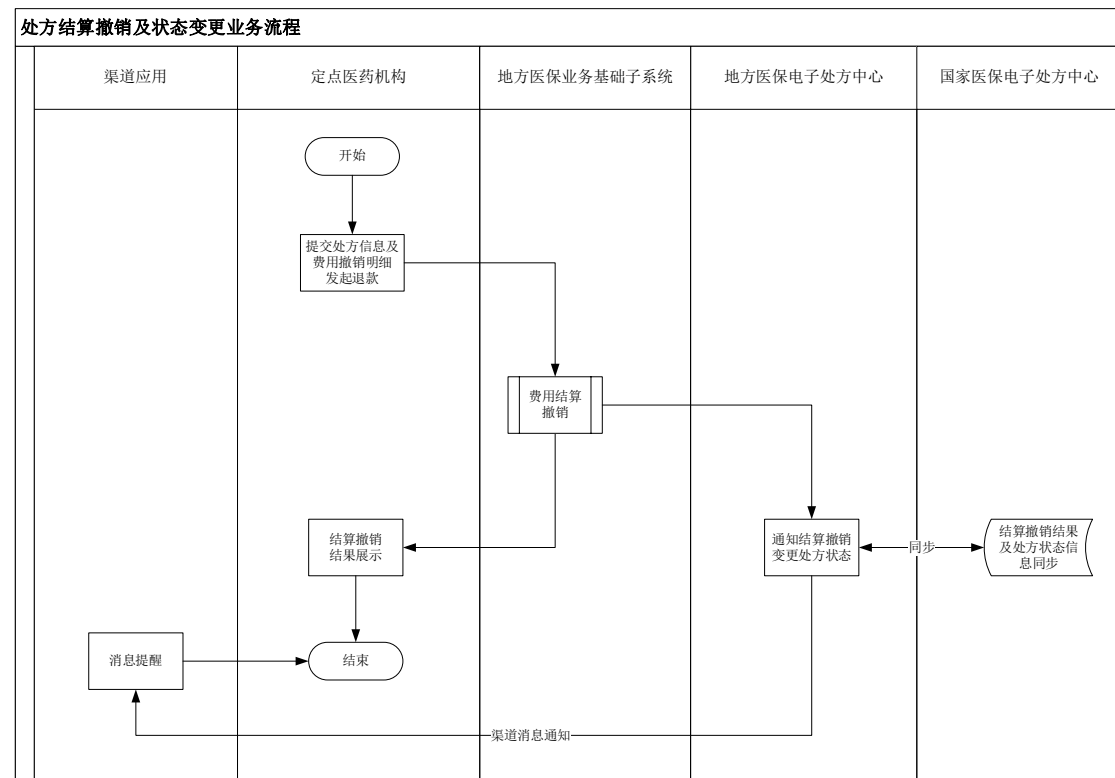 处方结算撤销及状态变更业务流程
渠道应用
定点医药机构
地方医保业务基础子系统
地方医保电子处方中心
国家医保电子处方中心
开始
提交处方信息及
费用撤销明细
发起退款
费用结算
撤销
结算撤销
结果展示
通知结算撤销
变更处方状态
同步
结算撤销结果
及处方状态信
息同步
消息提醒
结束
渠道消息通知